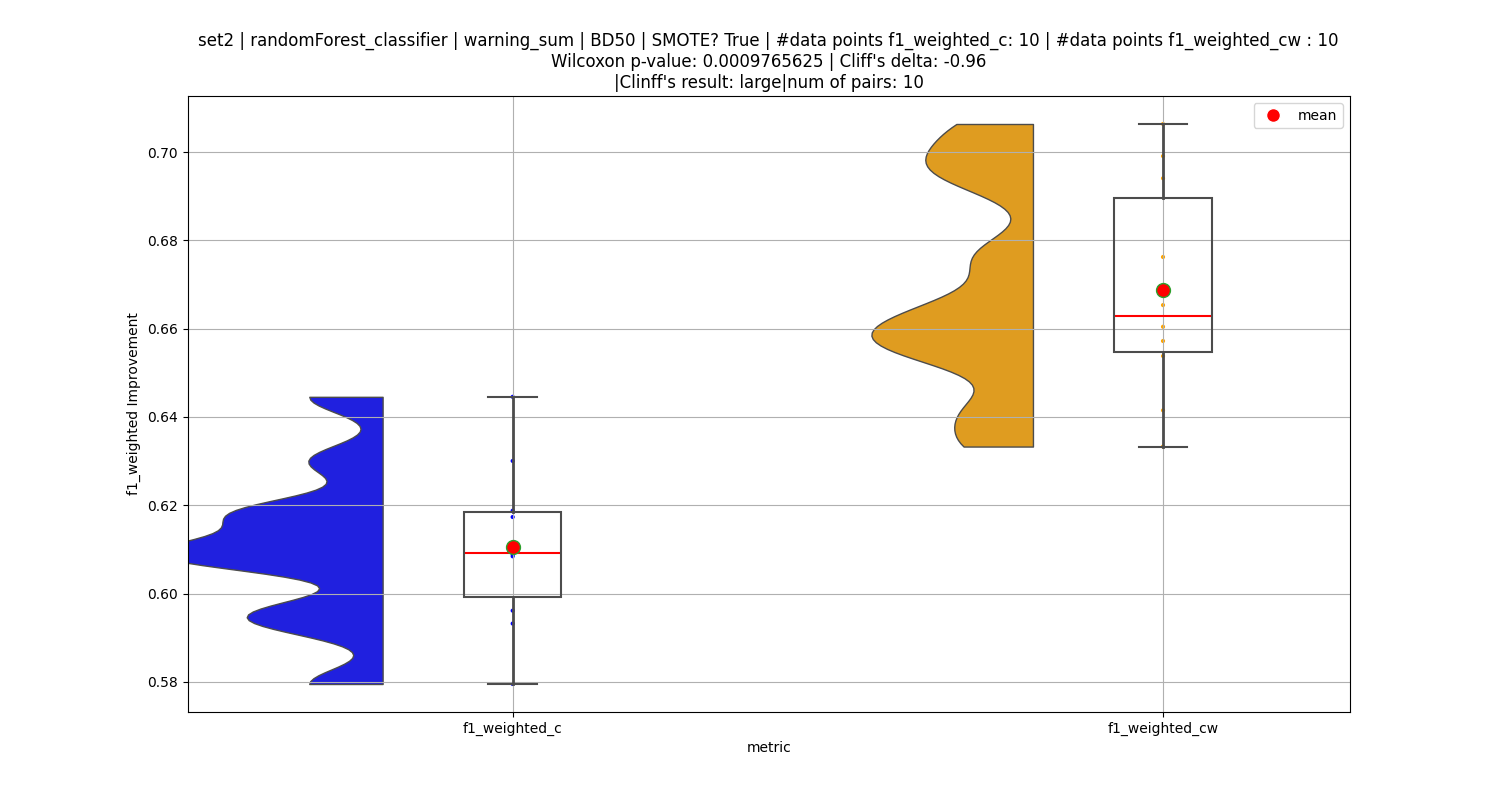 set2 | randomForest_classifier | warning_sum | BD50 | SMOTE? True | #data points f1_weighted_c: 10 | #data points f1_weighted_cw : 10
Wilcoxon p-value: 0.0009765625 | Cliff's delta: -0.96
|Clinff's result: large|num of pairs: 10
mean
0.70
0.68
0.66
0.64
0.62
0.60
0.58
f1_weighted Improvement
f1_weighted_c
f1_weighted_cw
metric